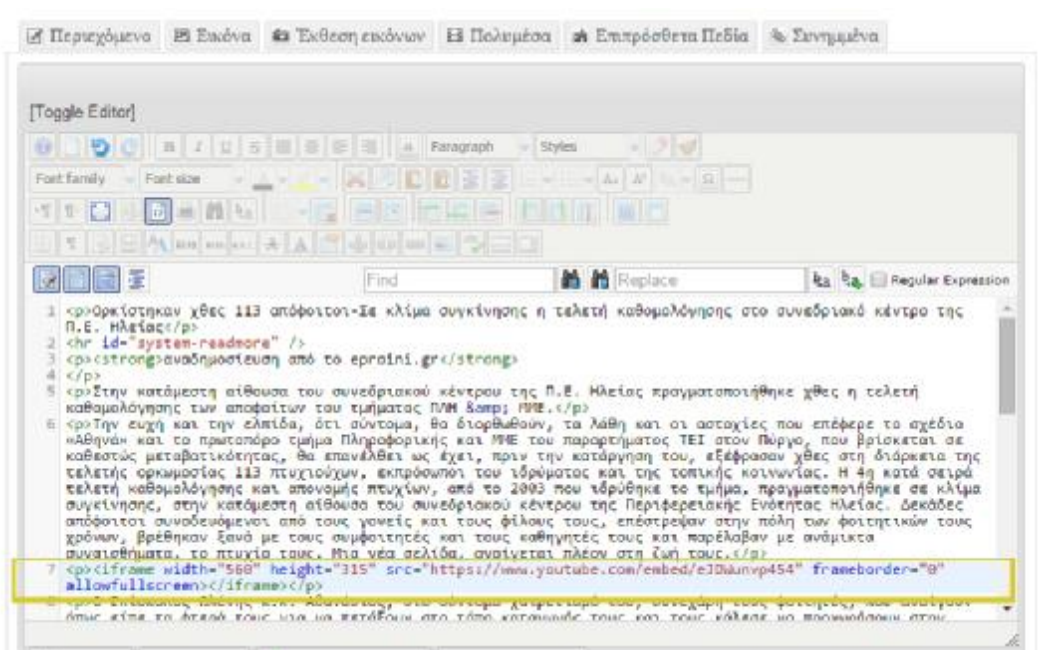 Περιεχόμενο Εικόνα Έκθεση εικόνων Πολυμέσα Επιπρόσθετα Πεδία Συνημμένα
[Toggle Editor]
Paragraph Styles
Font family Font size
Find Replace Regular Expression
1 <p>Ορκίστηκαν χθες 113 απόφοιτοι-Σε κλίμα συγκίνησης η τελετή καθομολόγησης στο συνεδριακό κέντρο της
Π.Ε. Ηλείας</p>
2 <hr id="system-readmore" />
3 <p><strong>αναδημοσίευση από το eproini.gr</strong>
4 </p>
5 <p>Στην κατάμεστη αίθουσα του συνεδριακού κέντρου της Π.Ε. Ηλείας πραγματοποιήθηκε χθες η τελετή
καθομολόγησης των αποφοίτων του τμήματος ΠΛΗ &amp; ΜΜΕ.</p>
6 <p>Την ευχή και την ελπίδα, ότι σύντομα, θα διορθωθούν, τα λάθη και οι αστοχίες που επέφερε το σχέδιο
«Αθηνά» και το πρωτοπόρο τμήμα Πληροφορικής και ΜΜΕ του παραρτήματος ΤΕΙ στον Πύργο, που βρίσκεται σε
καθεστώς μεταβατικότητας, θα επανέλθει ως έχει, πριν την κατάργηση του, εξέφρασαν χθες στη διάρκεια της
τελετής ορκωμοσίας 113 πτυχιούχων, εκπρόσωποι του ιδρύματος και της τοπικής κοινωνίας. Η 4η κατά σειρά
τελετή καθομολόγησης και απονομής πτυχίων, από το 2003 που ιδρύθηκε το τμήμα, πραγματοποιήθηκε σε κλίμα
συγκίνησης, στην κατάμεστη αίθουσα του συνεδριακού κέντρου της Περιφερειακής Ενότητας Ηλείας. Δεκάδες
απόφοιτοι συνοδευόμενοι από τους γονείς και τους φίλους τους, επέστρεψαν στην πόλη των φοιτητικών τους
χρόνων, βρέθηκαν ξανά με τους συμφοιτητές και τους καθηγητές τους και παρέλαβαν με ανάμικτα
συναισθήματα, το πτυχίο τους. Μια νέα σελίδα, ανοίγεται πλέον στη ζωή τους.</p>
7 <p><iframe width="560" height="315" src="https://www.youtube.com/embed/eJDWunvp454" frameborder="0"
allowfullscreen></iframe></p>